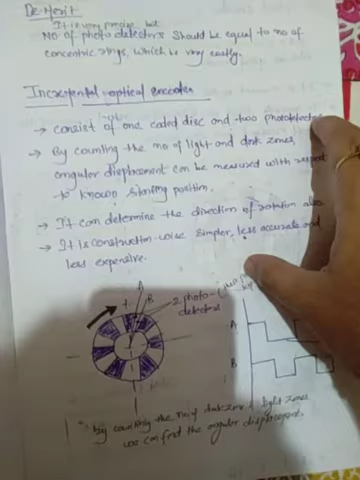 De-Merit
It is very precise but
No of photo detectors should be equal to no of
concentric rings, which be very costly.
Incremental optical encoder
→ consist of one coded disc and two photodetector
→ By counting the no of light and dark zones,
angular displacement can be measured with respect
to known starting position.
→ It can determine the direction of rotation also
→ It is construction wise simpler, less accurate and
less expensive.
A
B
2 photo-
detectors
A
B
By counting the no of dark zone & light zones
we can find the angular displacement.